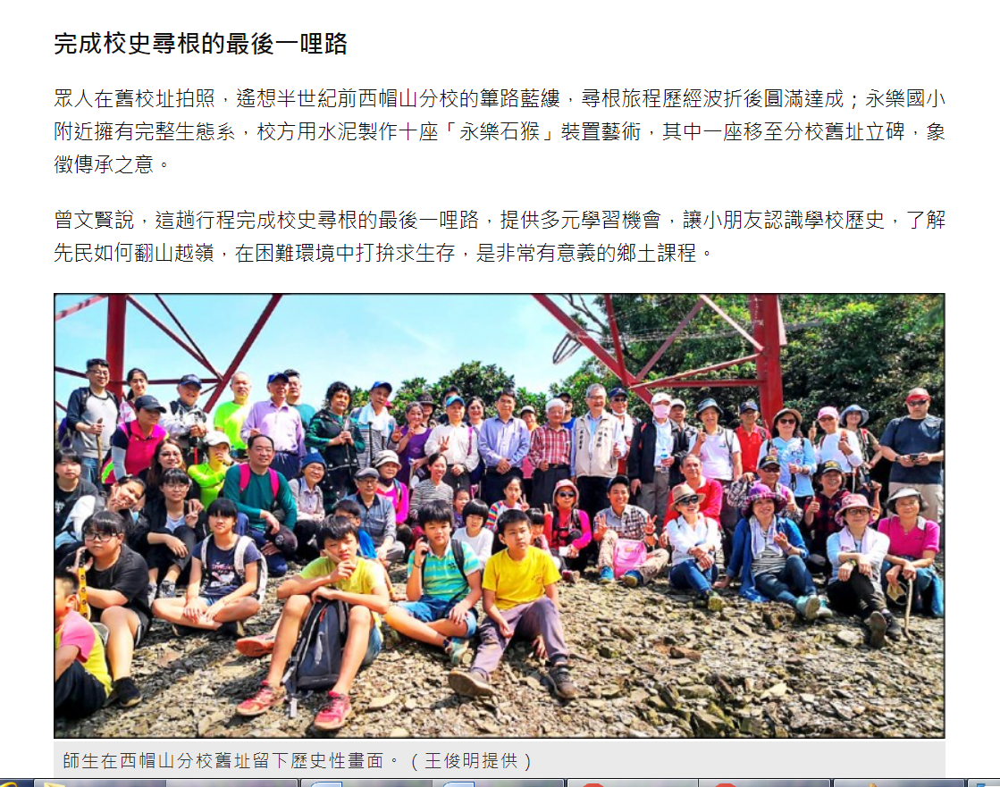 完成校史尋根的最後一哩路
眾人在舊校址拍照，遙想半世紀前西帽山分校的篳路藍縷，尋根旅程歷經波折後圓滿達成；永樂國小
附近擁有完整生態系，校方用水泥製作十座「永樂石猴」裝置藝術，其中一座移至分校舊址立碑，象
徵傳承之意。
曾文賢說，這趟行程完成校史尋根的最後一哩路，提供多元學習機會，讓小朋友認識學校歷史，了解
先民如何翻山越嶺，在困難環境中打拚求生存，是非常有意義的鄉土課程。
師生在西帽山分校舊址留下歷史性畫面。（王俊明提供）